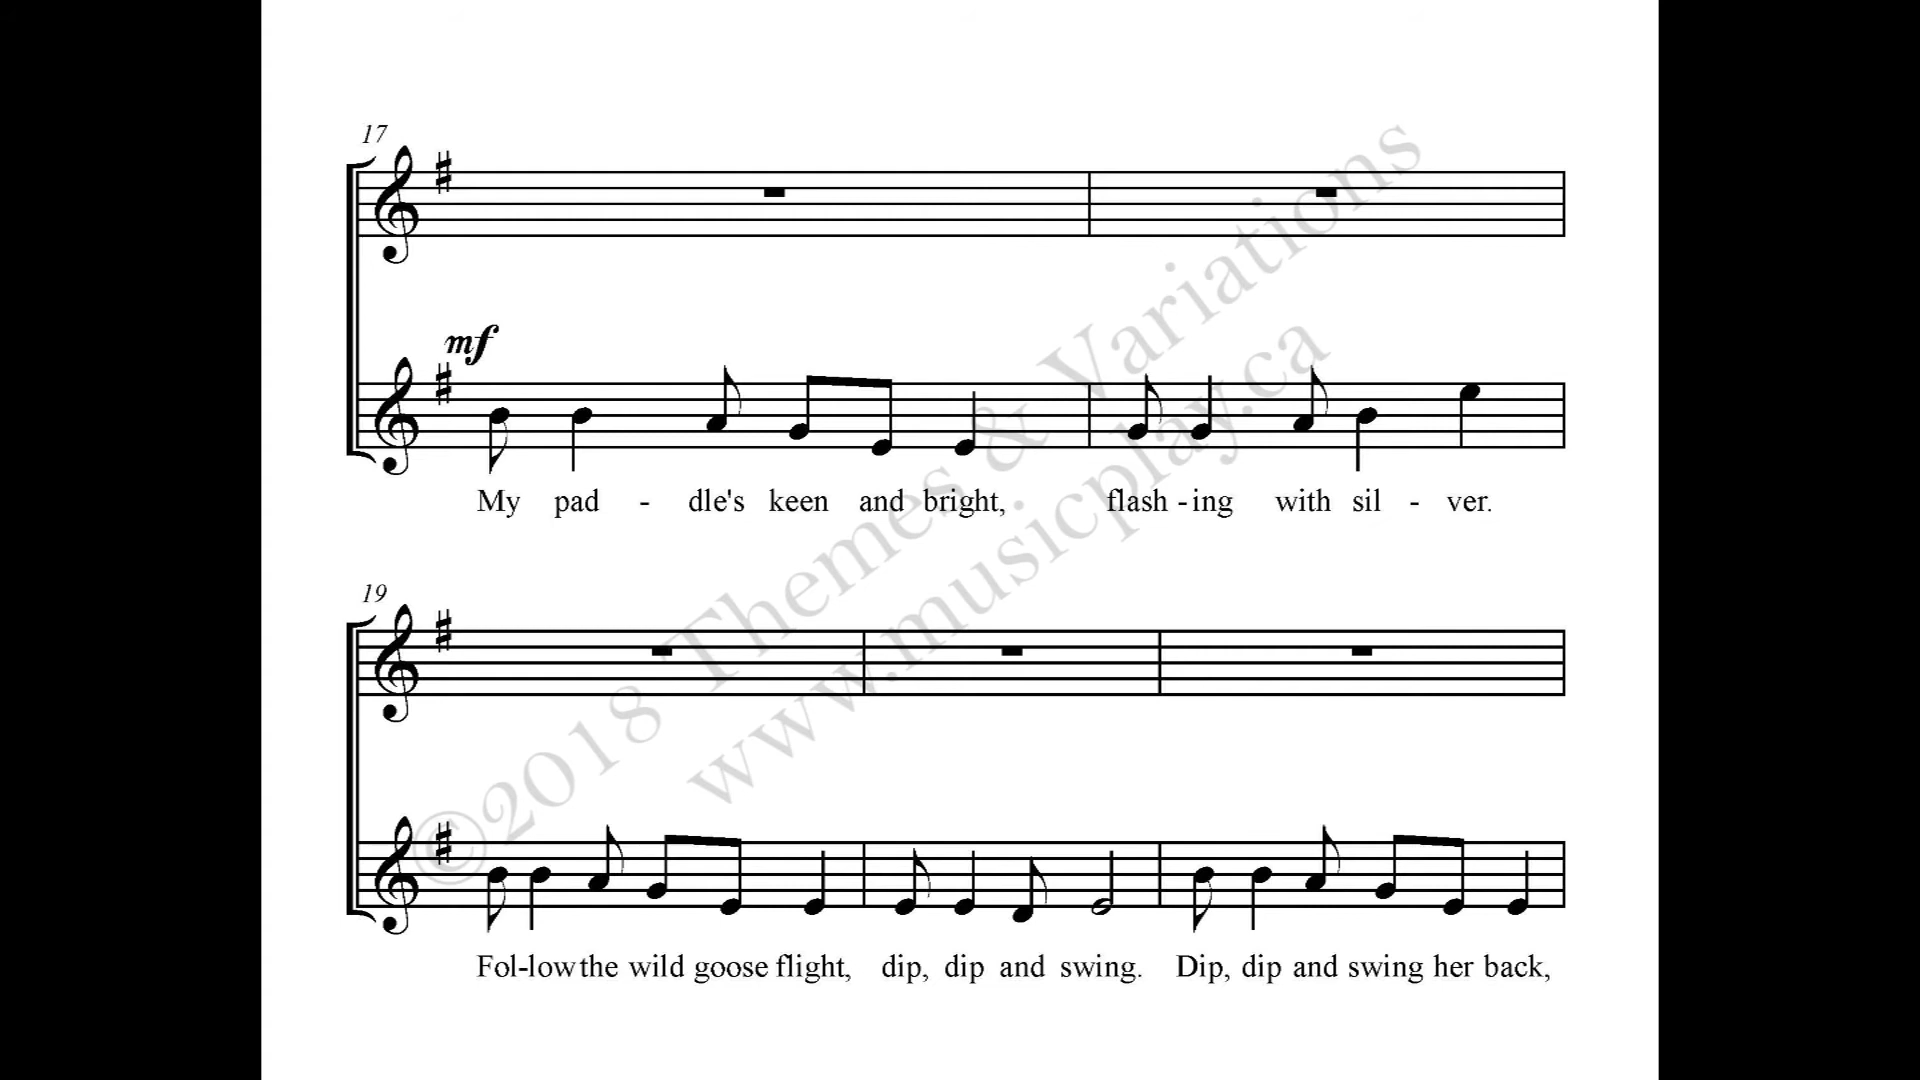 17
mf
My pad - dle's keen and bright, flash - ing with sil - ver.
19
Fol-low the wild goose flight, dip, dip and swing. Dip, dip and swing her back,
©2018 Themes & Variations
www.musicplay.ca